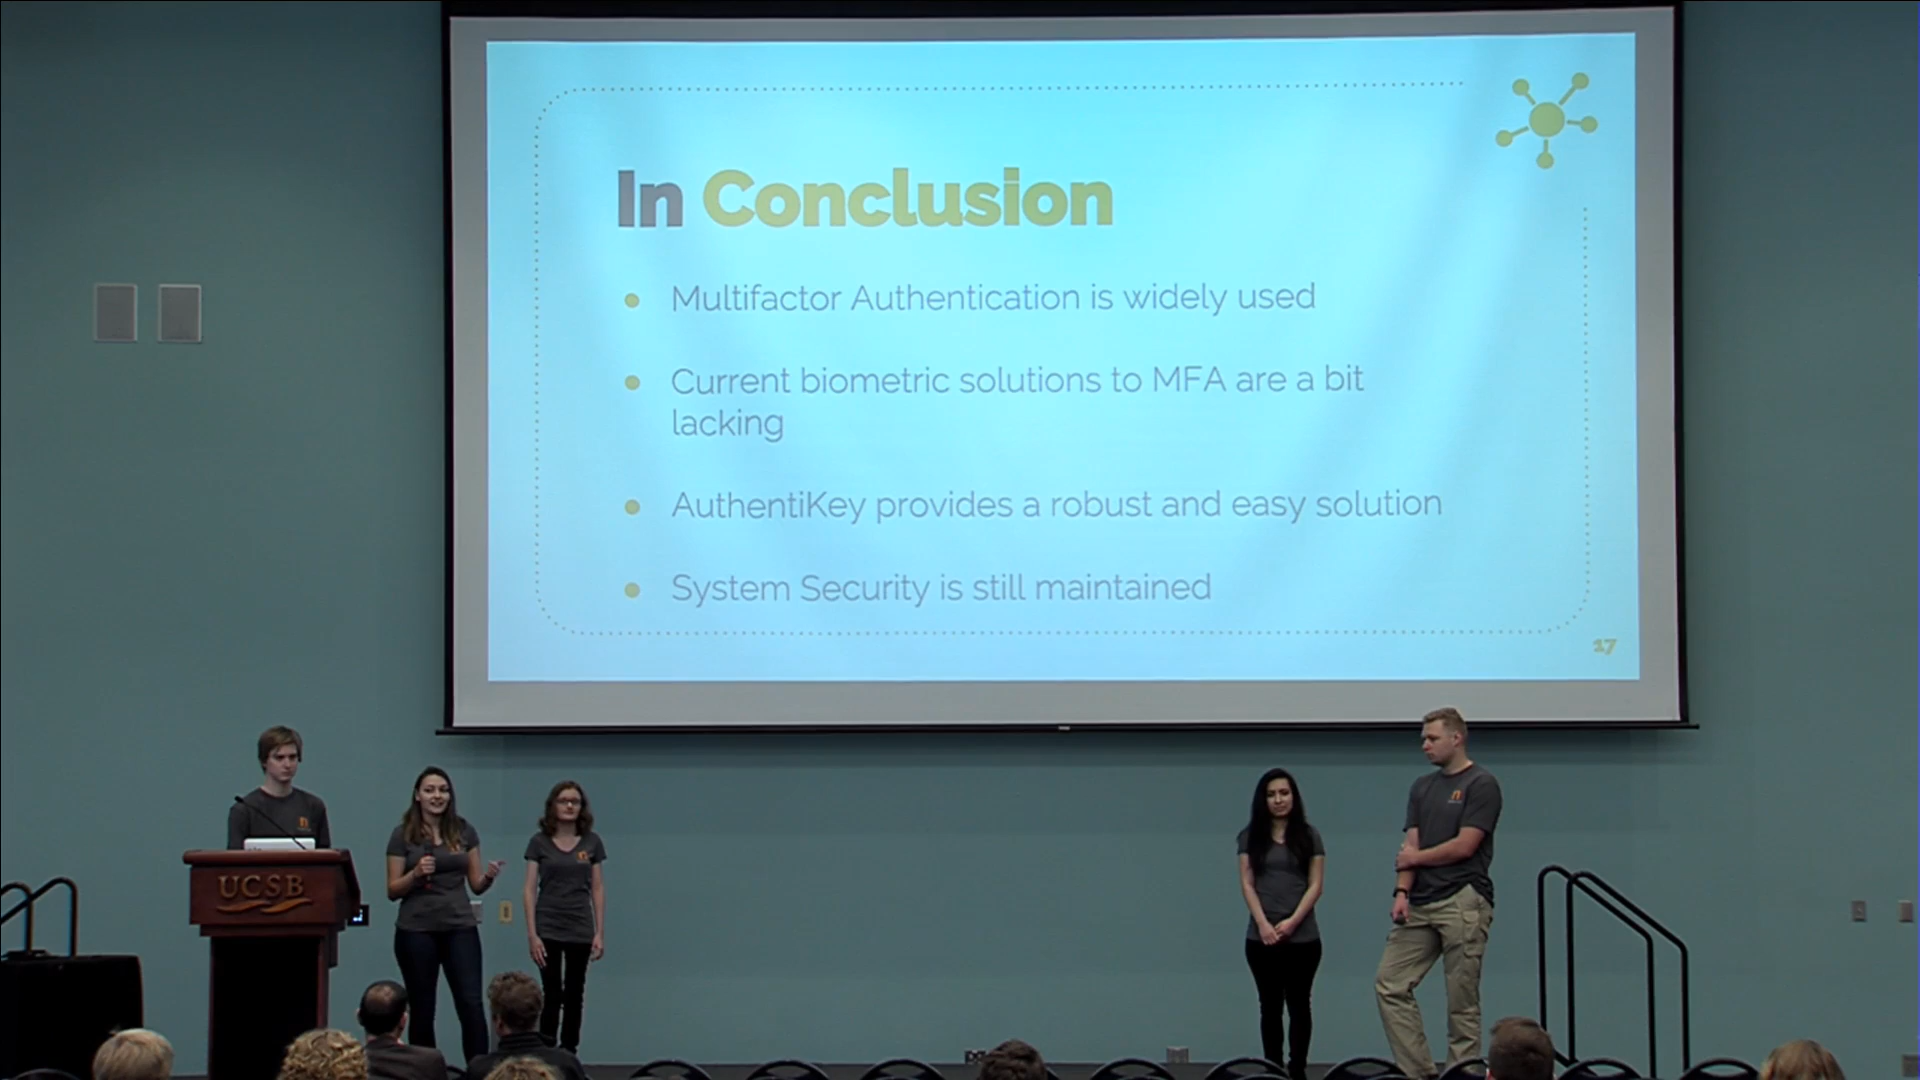 In Conclusion
Multifactor Authentication is widely used
Current biometric solutions to MFA are a bit
lacking
AuthentiKey provides a robust and easy solution
System Security is still maintained
17
UCSB